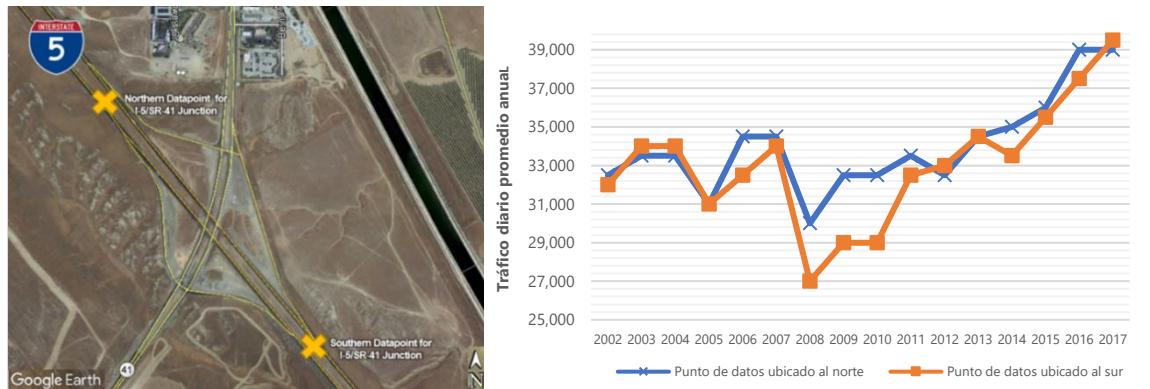 INTERSTATE
5
Northern Datapoint for
I-5/SR-41 Junction
Southern Datapoint for
I-5/SR-41 Junction
41
N
Google Earth
Tráfico diario promedio anual
39,000
37,000
35,000
33,000
31,000
29,000
27,000
25,000
2002 2003 2004 2005 2006 2007 2008 2009 2010 2011 2012 2013 2014 2015 2016 2017
Punto de datos ubicado al norte
Punto de datos ubicado al sur